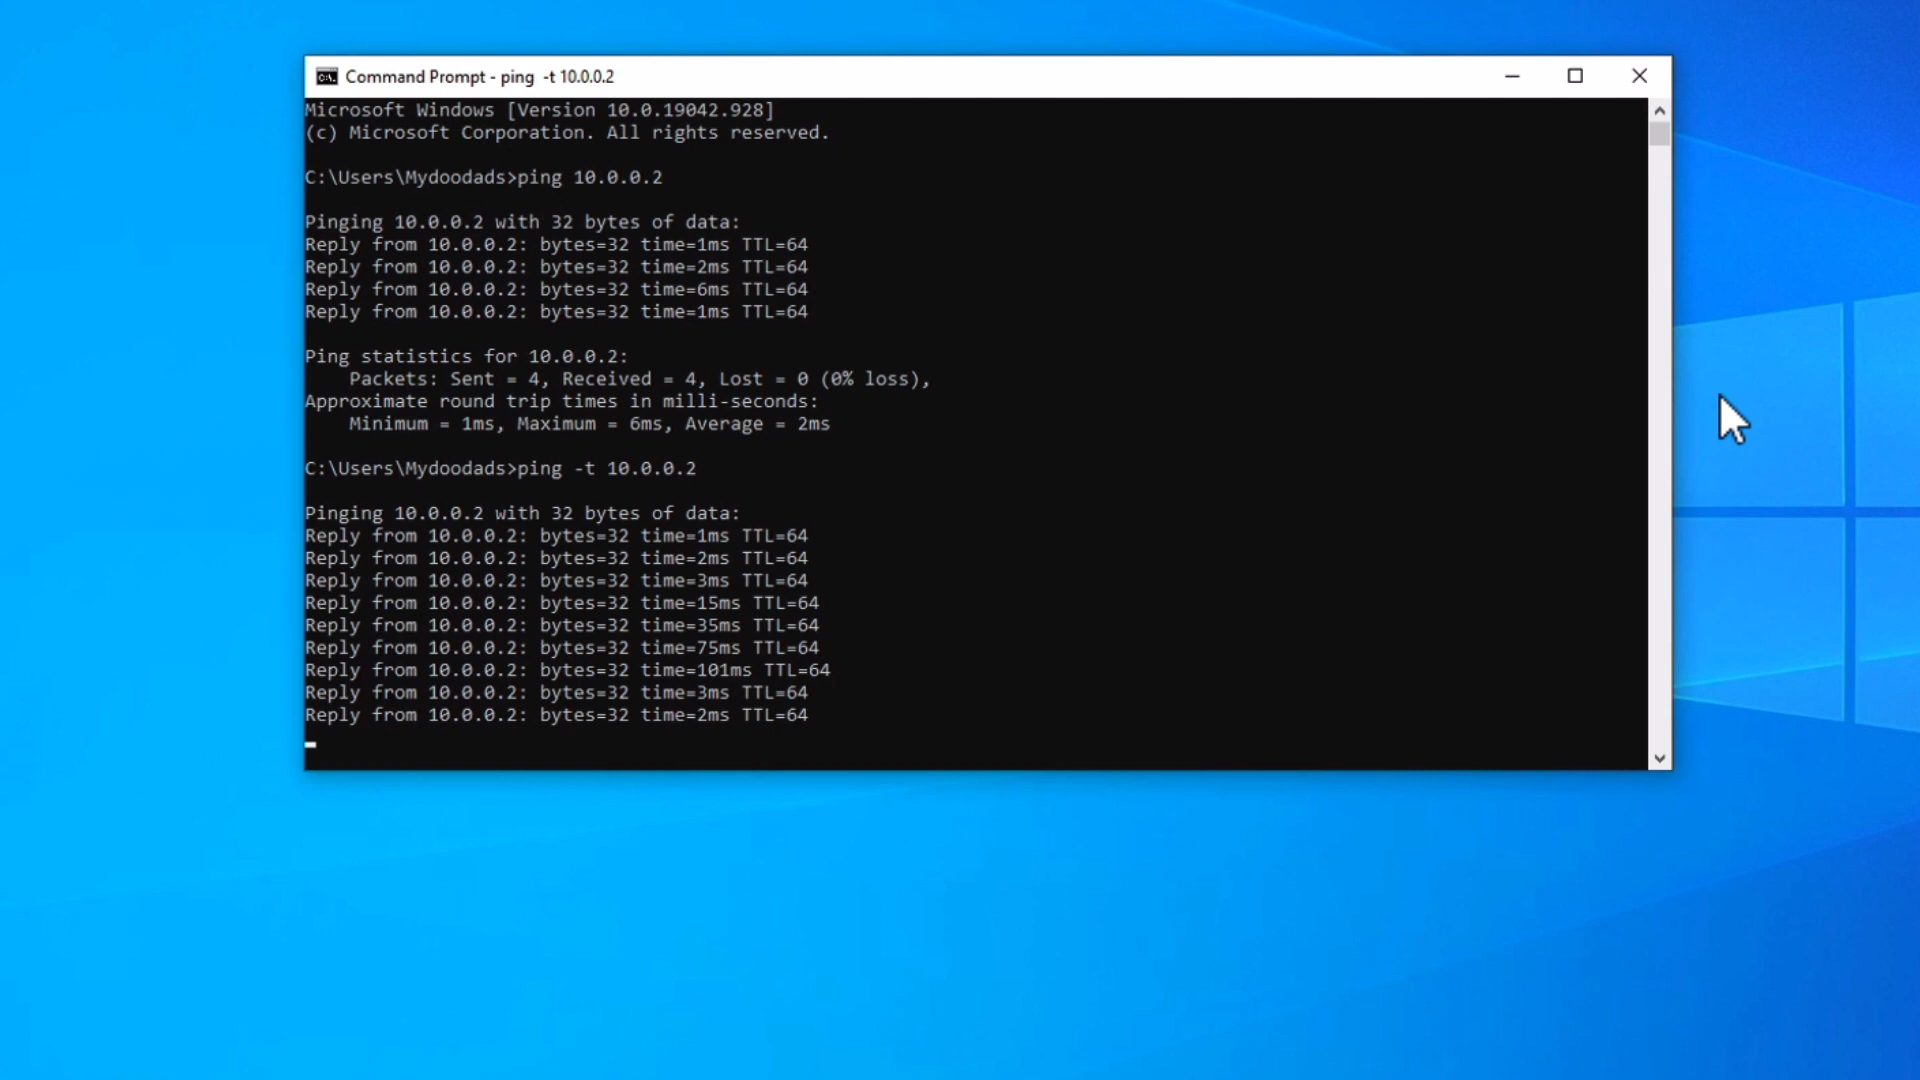 Command Prompt - ping  -t 10.0.0.2
Microsoft Windows [Version 10.0.19042.928]
(c) Microsoft Corporation. All rights reserved.
C:\Users\Mydoodads>ping 10.0.0.2
Pinging 10.0.0.2 with 32 bytes of data:
Reply from 10.0.0.2: bytes=32 time=1ms TTL=64
Reply from 10.0.0.2: bytes=32 time=2ms TTL=64
Reply from 10.0.0.2: bytes=32 time=6ms TTL=64
Reply from 10.0.0.2: bytes=32 time=1ms TTL=64
Ping statistics for 10.0.0.2:
    Packets: Sent = 4, Received = 4, Lost = 0 (0% loss),
Approximate round trip times in milli-seconds:
    Minimum = 1ms, Maximum = 6ms, Average = 2ms
C:\Users\Mydoodads>ping -t 10.0.0.2
Pinging 10.0.0.2 with 32 bytes of data:
Reply from 10.0.0.2: bytes=32 time=1ms TTL=64
Reply from 10.0.0.2: bytes=32 time=2ms TTL=64
Reply from 10.0.0.2: bytes=32 time=3ms TTL=64
Reply from 10.0.0.2: bytes=32 time=15ms TTL=64
Reply from 10.0.0.2: bytes=32 time=35ms TTL=64
Reply from 10.0.0.2: bytes=32 time=75ms TTL=64
Reply from 10.0.0.2: bytes=32 time=101ms TTL=64
Reply from 10.0.0.2: bytes=32 time=3ms TTL=64
Reply from 10.0.0.2: bytes=32 time=2ms TTL=64